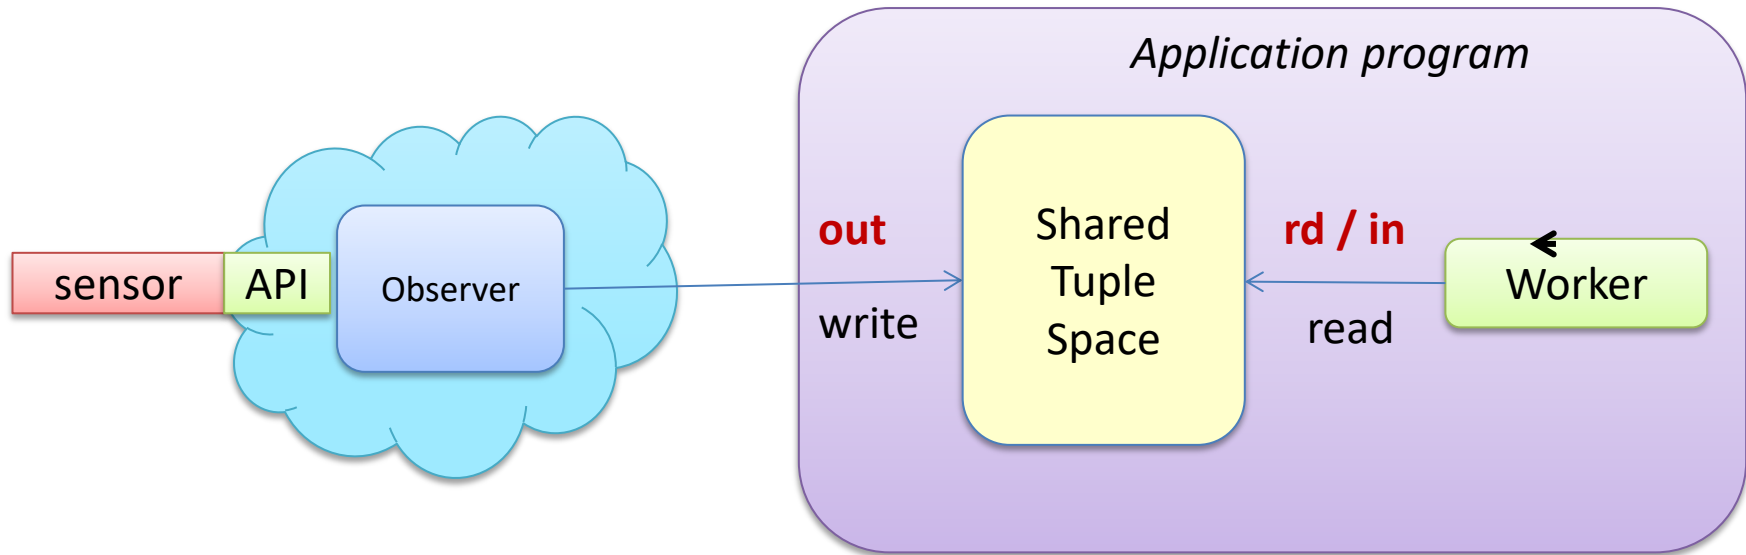 Application program
sensor
API
Observer
out
write
Shared
Tuple
Space
rd / in
read
Worker